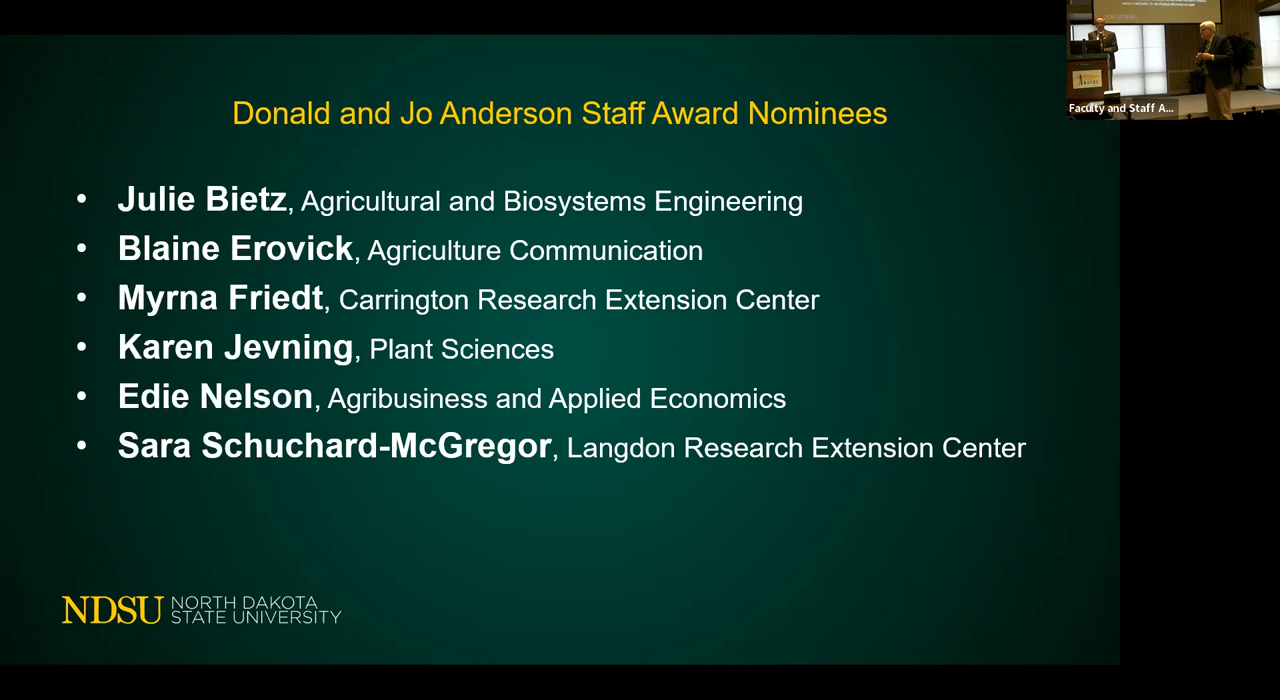 Donald and Jo Anderson Staff Award Nominees
• Julie Bietz, Agricultural and Biosystems Engineering
• Blaine Erovick, Agriculture Communication
• Myrna Friedt, Carrington Research Extension Center
• Karen Jevning, Plant Sciences
• Edie Nelson, Agribusiness and Applied Economics
• Sara Schuchard-McGregor, Langdon Research Extension Center
NDSU NORTH DAKOTA
STATE UNIVERSITY
Faculty and Staff A...